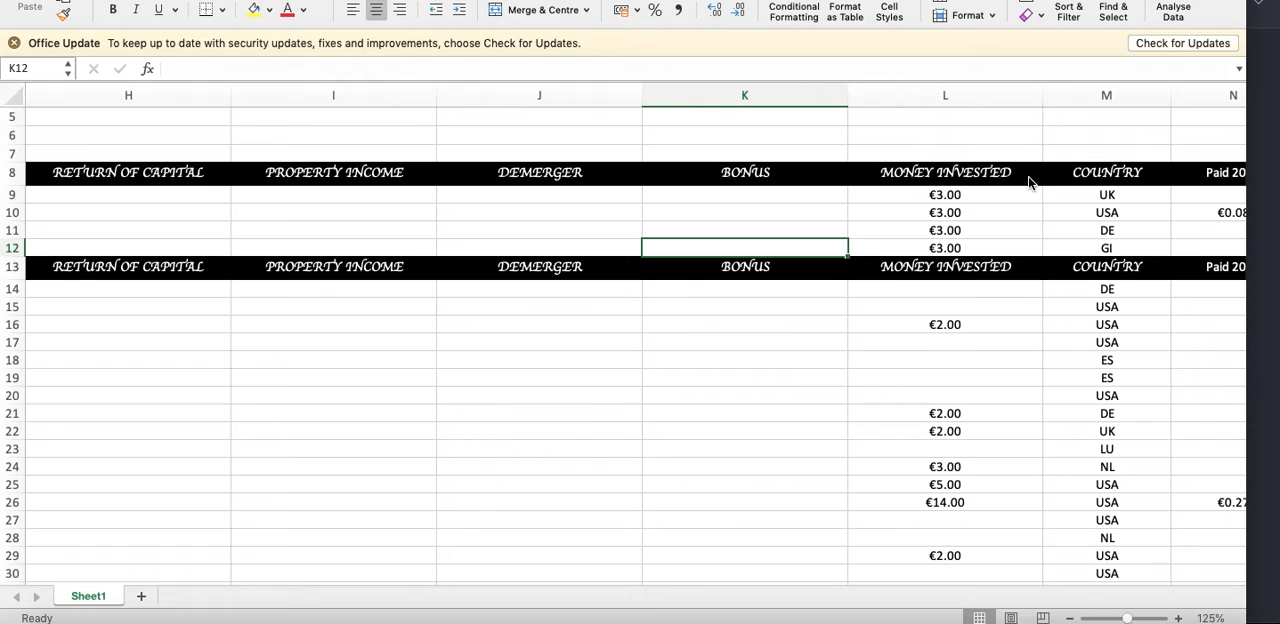 Paste B I U Merge & Centre % Conditional Formatting Format as Table Cell Styles Format Sort & Filter Find & Select Analyse Data
Office Update To keep up to date with security updates, fixes and improvements, choose Check for Updates. Check for Updates
K12 fx
H I J K L M N
5
6
7
8 RETURN OF CAPITAL PROPERTY INCOME DEMERGER BONUS MONEY INVESTED COUNTRY Paid 20
9 €3.00 UK
10 €3.00 USA €0.08
11 €3.00 DE
12 €3.00 GI
13 RETURN OF CAPITAL PROPERTY INCOME DEMERGER BONUS MONEY INVESTED COUNTRY Paid 20
14 DE
15 USA
16 €2.00 USA
17 USA
18 ES
19 ES
20 USA
21 €2.00 DE
22 €2.00 UK
23 LU
24 €3.00 NL
25 €5.00 USA
26 €14.00 USA €0.27
27 USA
28 NL
29 €2.00 USA
30 USA
Sheet1 +
Ready 125%